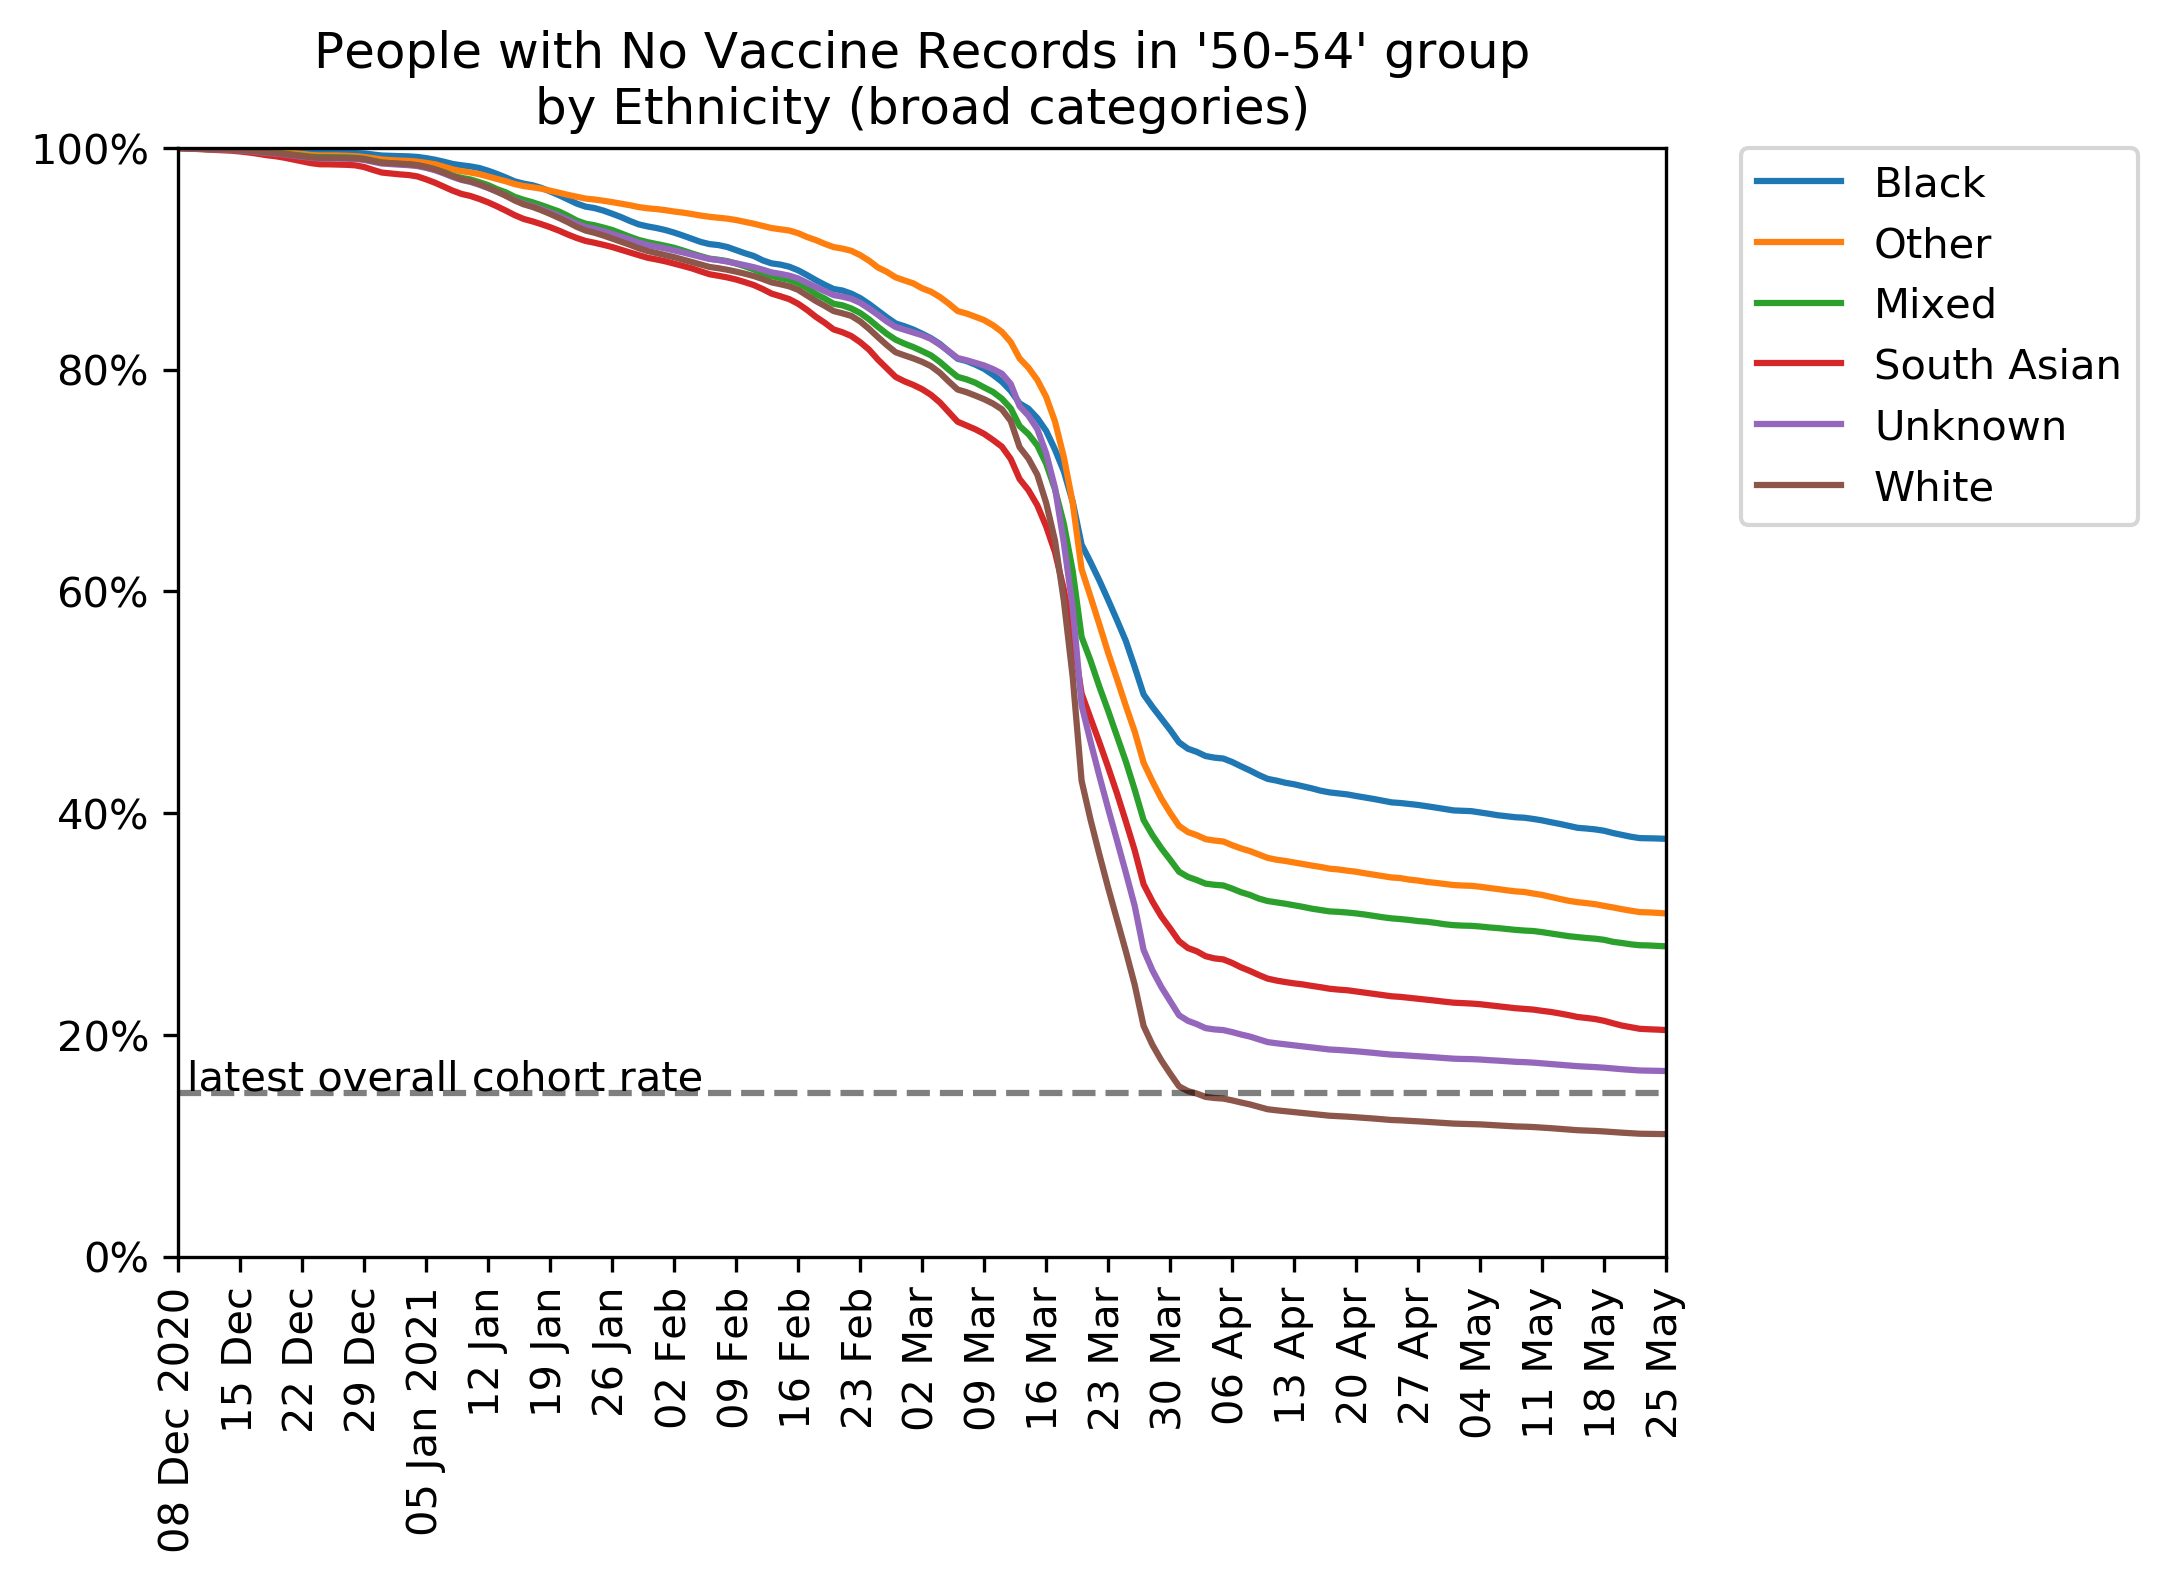 People with No Vaccine Records in '50-54' group
by Ethnicity (broad categories)
100%
80%
60%
40%
20%
0%
latest overall cohort rate
08 Dec 2020
15 Dec
22 Dec
29 Dec
05 Jan 2021
12 Jan
19 Jan
26 Jan
02 Feb
09 Feb
16 Feb
23 Feb
02 Mar
09 Mar
16 Mar
23 Mar
30 Mar
06 Apr
13 Apr
20 Apr
27 Apr
04 May
11 May
18 May
25 May
Black
Other
Mixed
South Asian
Unknown
White